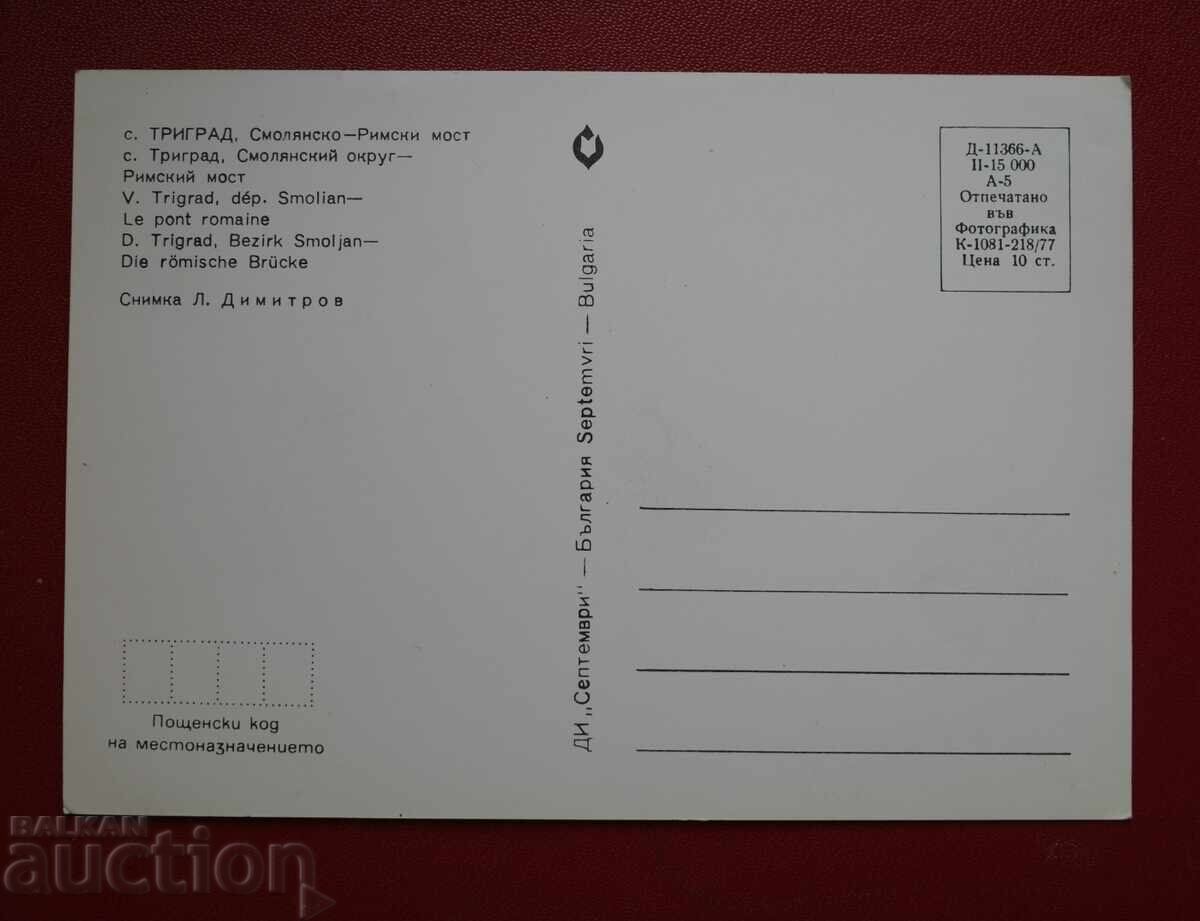 с. ТРИГРАД, Смолянско—Римски мост
с. Триград, Смолянский округ—
Римский мост
V. Trigrad, dép. Smolian—
Le pont romaine
D. Trigrad, Bezirk Smoljan—
Die römische Brücke
Снимка Л. Димитров
Пощенски код
на местоназначението
ДИ „Септември" — България Septemvri — Bulgaria
Д-11366-А
II-15 000
А-5
Отпечатано
във
Фотографика
К-1081-218/77
Цена 10 ст.
BALKAN
auction